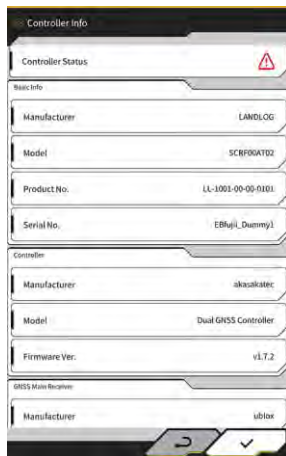 Controller Info
Controller Status
Basic Info
Manufacturer LANDLOG
Model SCRF00AT02
Product No. LL-1001-00-00-0101
Serial No. EBfujii_Dummy1
Controller
Manufacturer akasakatec
Model Dual GNSS Controller
Firmware Ver. v1.7.2
GNSS Main Receiver
Manufacturer ublox